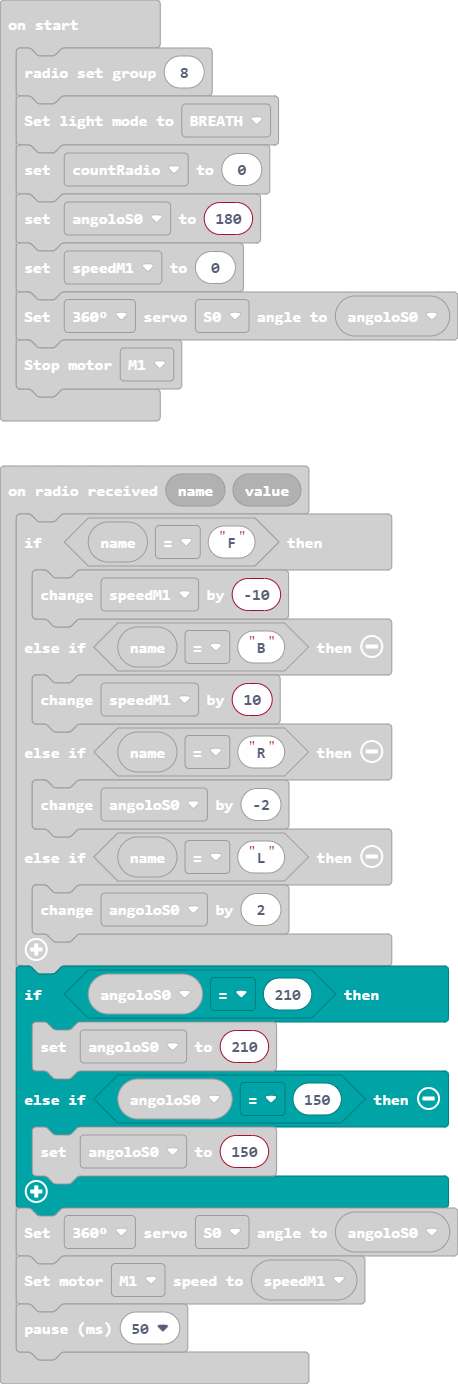 on start
radio set group 8
Set light mode to BREATH
set countRadio to 0
set angoloS0 to 180
set speedM1 to 0
Set 360º servo S0 angle to angoloS0
Stop motor M1
on radio received name value
if name = "F" then
change speedM1 by -10
else if name = "B" then
change speedM1 by 10
else if name = "R" then
change angoloS0 by -2
else if name = "L" then
change angoloS0 by 2
if angoloS0 = 210 then
set angoloS0 to 210
else if angoloS0 = 150 then
set angoloS0 to 150
Set 360º servo S0 angle to angoloS0
Set motor M1 speed to speedM1
pause (ms) 50